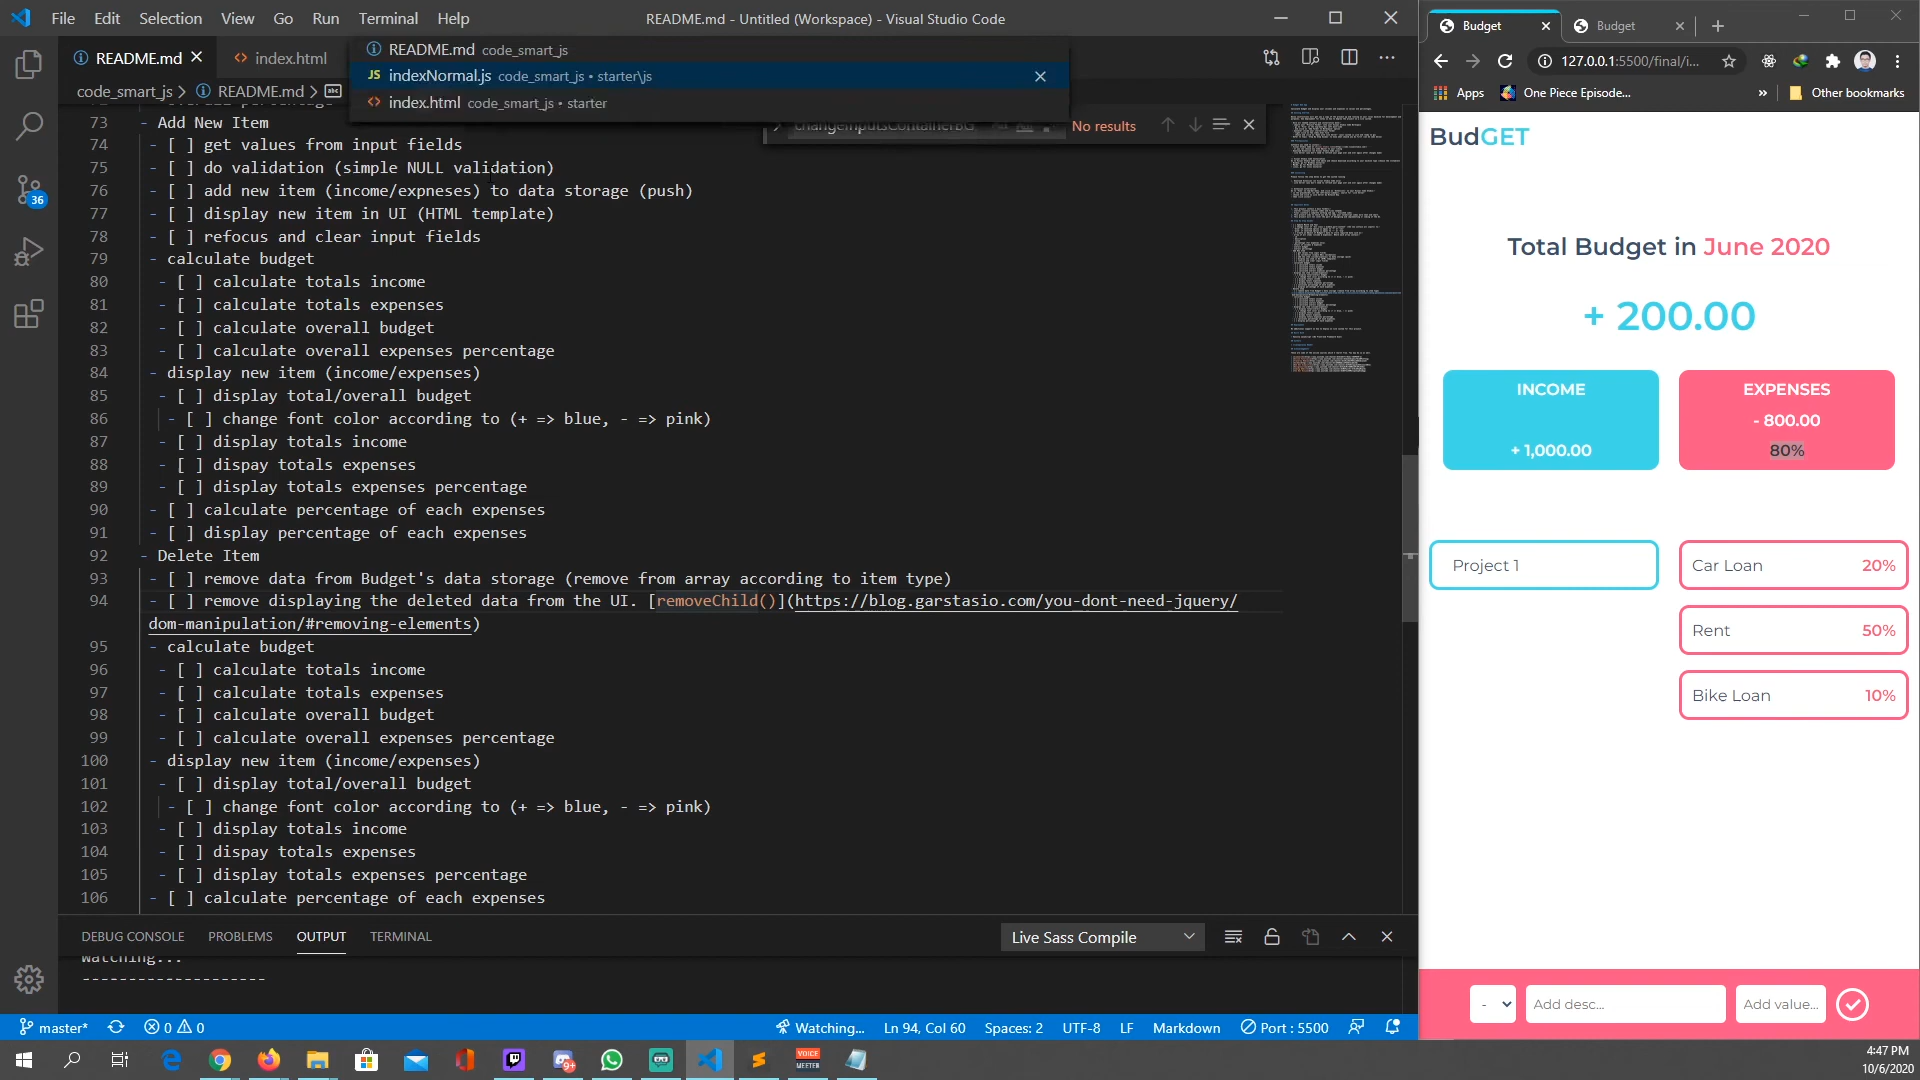 File Edit Selection View Go Run Terminal Help
README.md - Untitled (Workspace) - Visual Studio Code
README.md
index.html
README.md code_smart_js
JS indexNormal.js code_smart_js • starter\js
index.html code_smart_js • starter
code_smart_js > README.md >
changeInputsContainerBG
No results
73 - Add New Item
74 - [ ] get values from input fields
75 - [ ] do validation (simple NULL validation)
76 - [ ] add new item (income/expneses) to data storage (push)
77 - [ ] display new item in UI (HTML template)
78 - [ ] refocus and clear input fields
79 - calculate budget
80 - [ ] calculate totals income
81 - [ ] calculate totals expenses
82 - [ ] calculate overall budget
83 - [ ] calculate overall expenses percentage
84 - display new item (income/expenses)
85 - [ ] display total/overall budget
86 - [ ] change font color according to (+ => blue, - => pink)
87 - [ ] display totals income
88 - [ ] dispay totals expenses
89 - [ ] display totals expenses percentage
90 - [ ] calculate percentage of each expenses
91 - [ ] display percentage of each expenses
92 - Delete Item
93 - [ ] remove data from Budget's data storage (remove from array according to item type)
94 - [ ] remove displaying the deleted data from the UI. [removeChild()](https://blog.garstasio.com/you-dont-need-jquery/
dom-manipulation/#removing-elements)
95 - calculate budget
96 - [ ] calculate totals income
97 - [ ] calculate totals expenses
98 - [ ] calculate overall budget
99 - [ ] calculate overall expenses percentage
100 - display new item (income/expenses)
101 - [ ] display total/overall budget
102 - [ ] change font color according to (+ => blue, - => pink)
103 - [ ] display totals income
104 - [ ] dispay totals expenses
105 - [ ] display totals expenses percentage
106 - [ ] calculate percentage of each expenses
36
DEBUG CONSOLE PROBLEMS OUTPUT TERMINAL
Live Sass Compile
Watching...
--------------------
master* 0 0
Watching... Ln 94, Col 60 Spaces: 2 UTF-8 LF Markdown Port : 5500
Budget
Budget
127.0.0.1:5500/final/i...
Apps One Piece Episode... » Other bookmarks
BudGET
Total Budget in June 2020
+ 200.00
INCOME
+ 1,000.00
EXPENSES
- 800.00
80%
Project 1
Car Loan 20%
Rent 50%
Bike Loan 10%
- Add desc... Add value...
9+
VOICE
MEETER
4:47 PM
10/6/2020